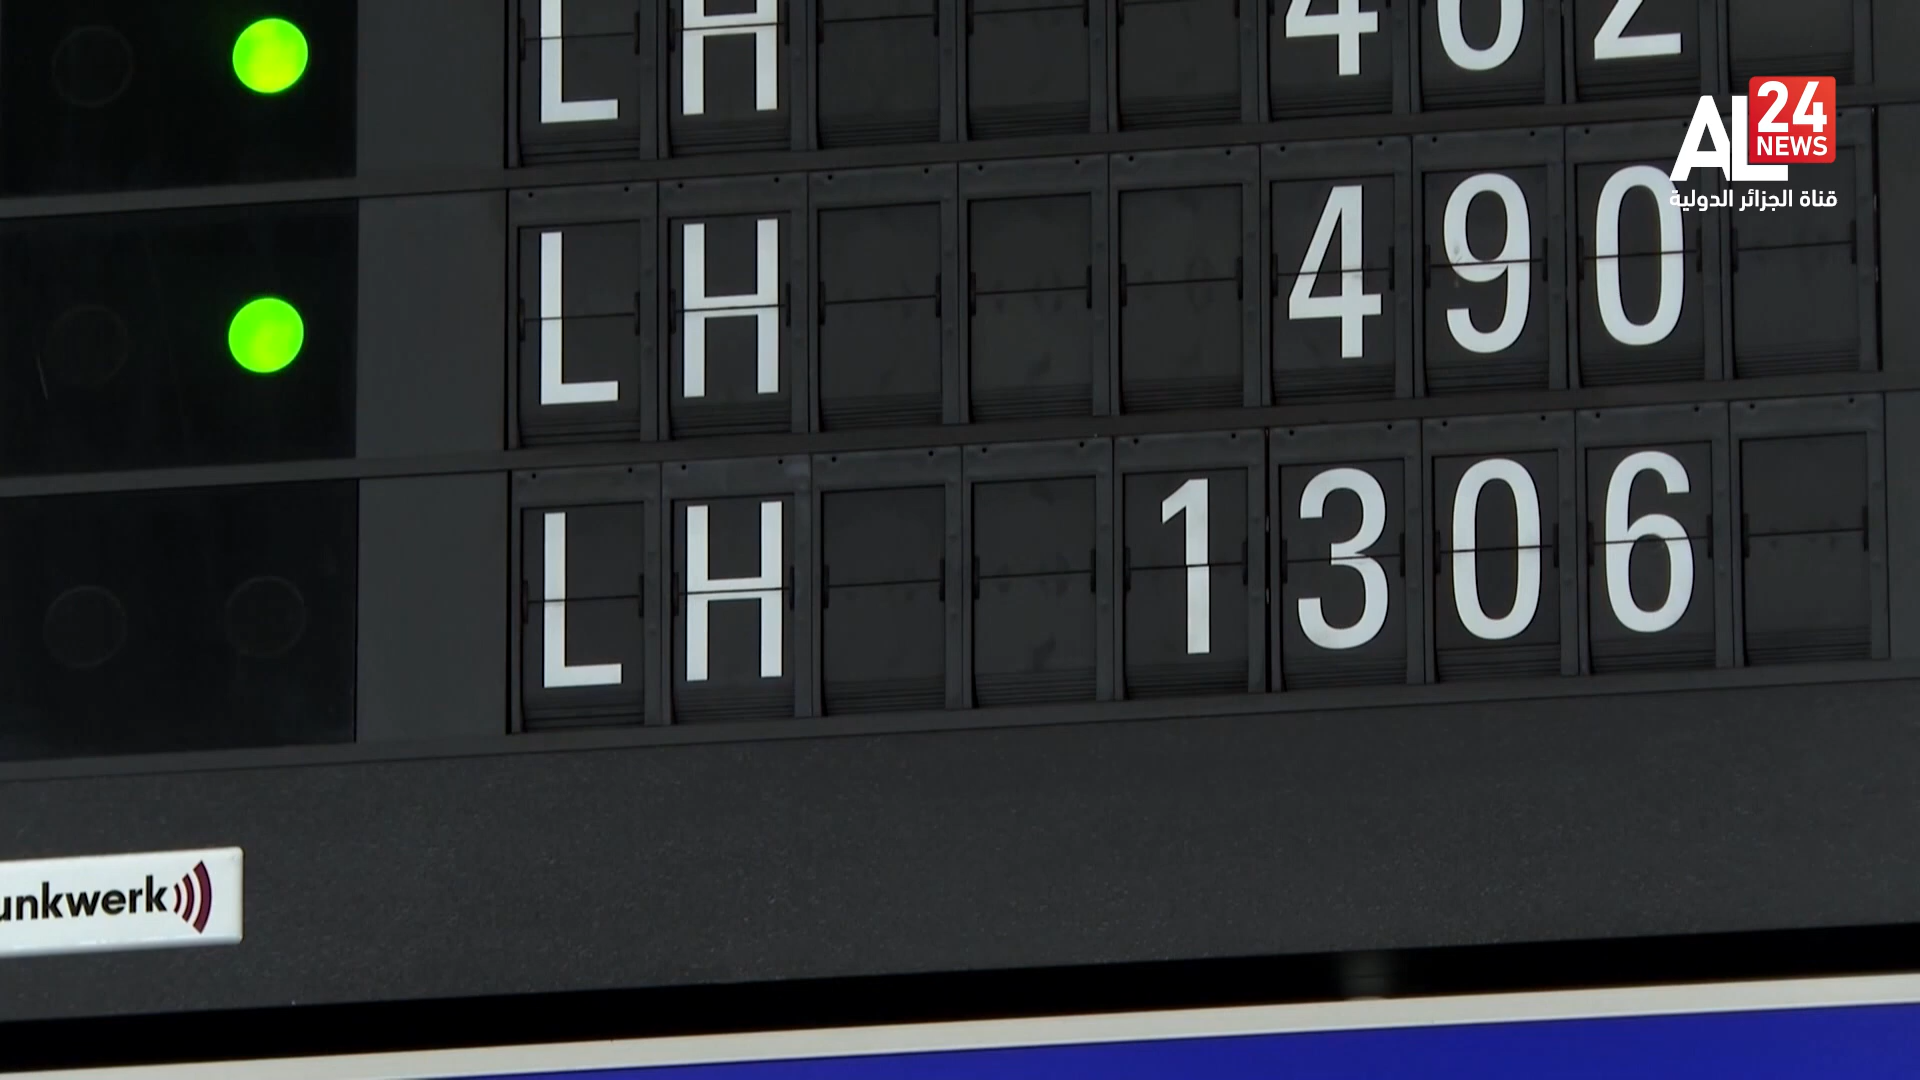 LH 462
LH 490
LH 1306
AL 24 NEWS
قناة الجزائر الدولية
unkwerk